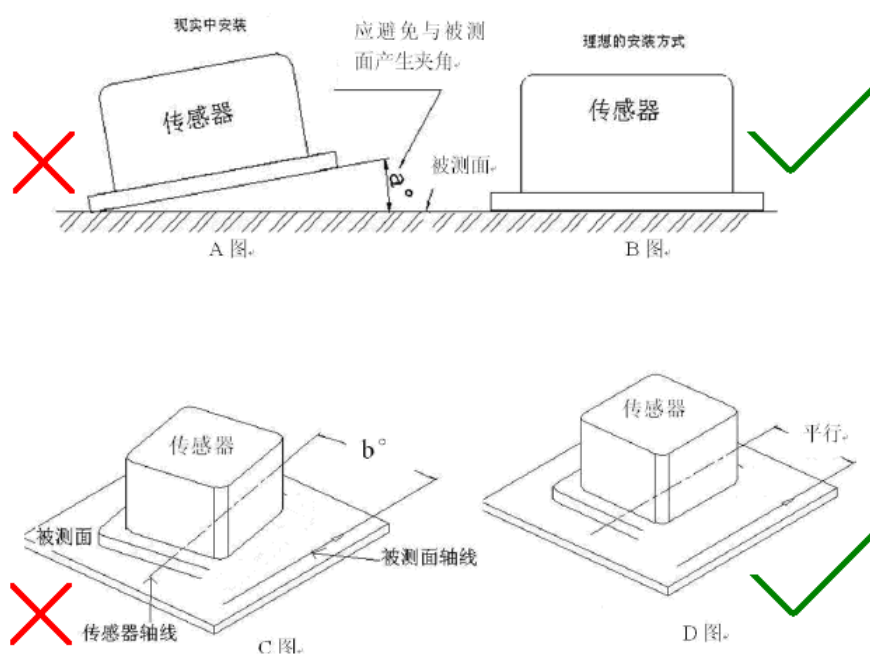 现实中安装
应避免与被测
面产生夹角
理想的安装方式
传感器
传感器
被测面
a°
A 图
B 图
传感器
传感器
b°
平行
被测面
被测面轴线
传感器轴线
C 图
D 图